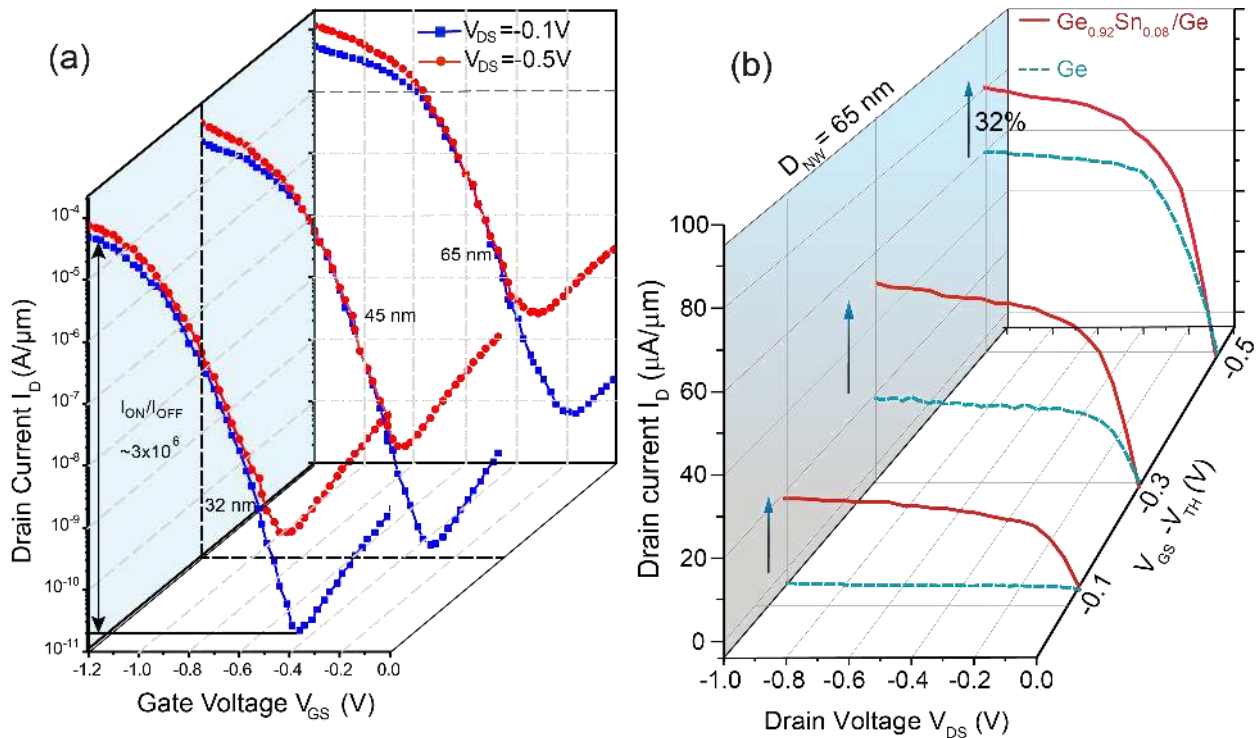 (a)
V_DS=-0.1V
V_DS=-0.5V
65 nm
45 nm
32 nm
I_ON/I_OFF
~3x10^6
Drain Current I_D (A/μm)
10^-4
10^-5
10^-6
10^-7
10^-8
10^-9
10^-10
10^-11
-1.2 -1.0 -0.8 -0.6 -0.4 -0.2 0.0
Gate Voltage V_GS (V)
(b)
Ge_0.92Sn_0.08/Ge
Ge
D_NW = 65 nm
32%
Drain current I_D (μA/μm)
100
80
60
40
20
0
-1.0 -0.8 -0.6 -0.4 -0.2 0.0
Drain Voltage V_DS (V)
-0.5
-0.3
-0.1
V_GS -V_TH (V)